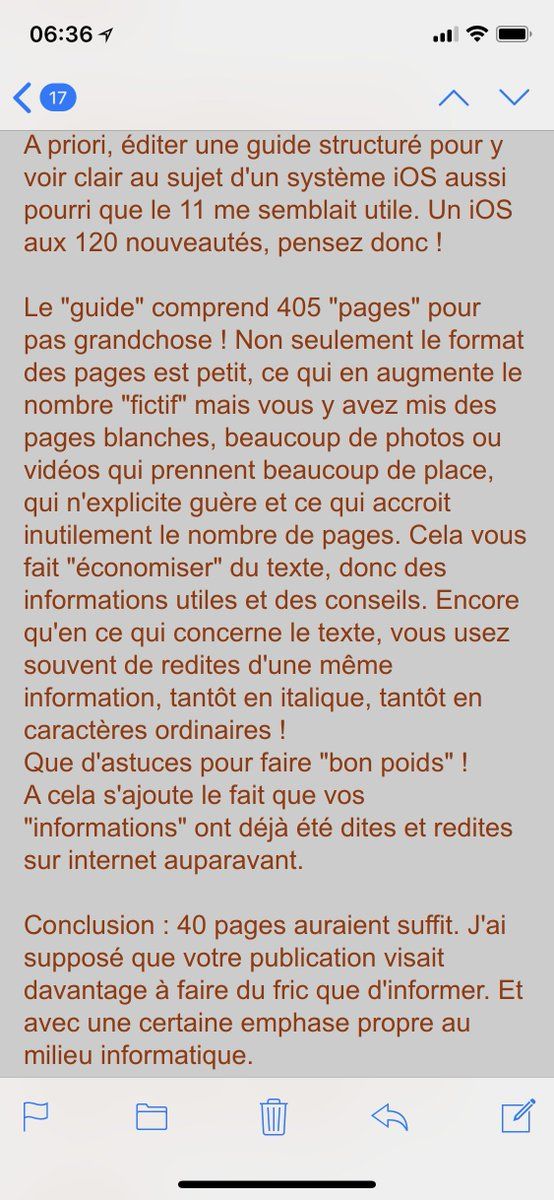 06:36
17
A priori, éditer une guide structuré pour y
voir clair au sujet d'un système iOS aussi
pourri que le 11 me semblait utile. Un iOS
aux 120 nouveautés, pensez donc !
Le "guide" comprend 405 "pages" pour
pas grandchose ! Non seulement le format
des pages est petit, ce qui en augmente le
nombre "fictif" mais vous y avez mis des
pages blanches, beaucoup de photos ou
vidéos qui prennent beaucoup de place,
qui n'explicite guère et ce qui accroit
inutilement le nombre de pages. Cela vous
fait "économiser" du texte, donc des
informations utiles et des conseils. Encore
qu'en ce qui concerne le texte, vous usez
souvent de redites d'une même
information, tantôt en italique, tantôt en
caractères ordinaires !
Que d'astuces pour faire "bon poids" !
A cela s'ajoute le fait que vos
"informations" ont déjà été dites et redites
sur internet auparavant.
Conclusion : 40 pages auraient suffit. J'ai
supposé que votre publication visait
davantage à faire du fric que d'informer. Et
avec une certaine emphase propre au
milieu informatique.